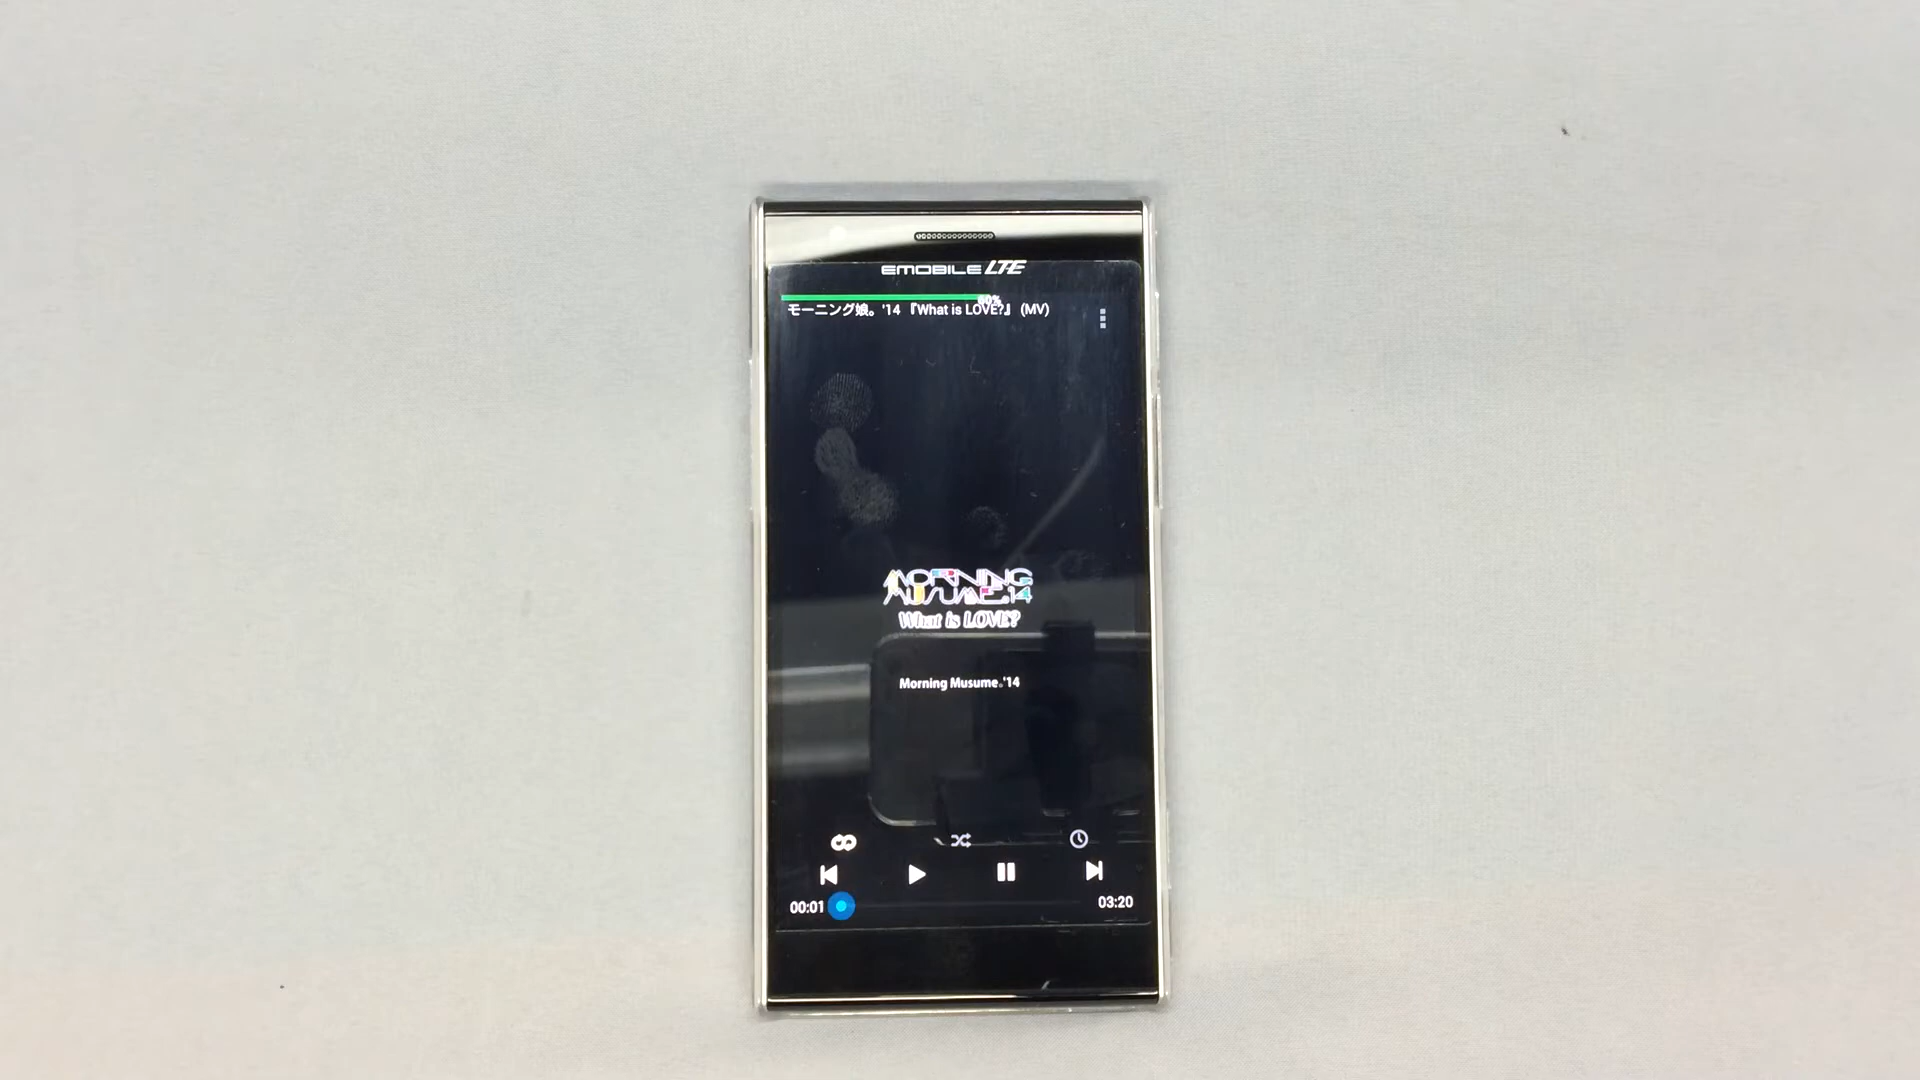 EMOBILE LTE
60%
モーニング娘。'14 『What is LOVE?』 (MV)
MORNING
MUSUME。'14
What is LOVE?
Morning Musume。'14
00:01
03:20